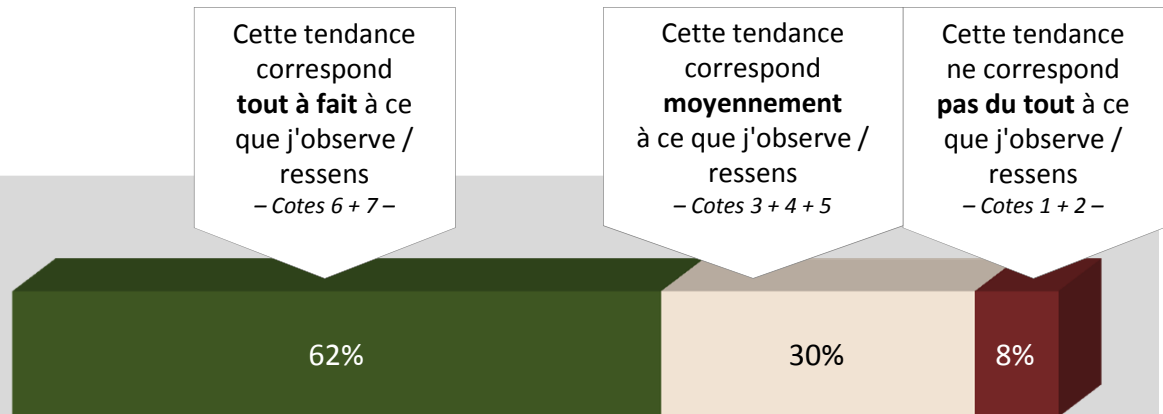 Cette tendance
correspond
tout à fait à ce
que j'observe /
ressens
– Cotes 6 + 7 –
Cette tendance
correspond
moyennement
à ce que j'observe /
ressens
– Cotes 3 + 4 + 5
Cette tendance
ne correspond
pas du tout à ce
que j'observe /
ressens
– Cotes 1 + 2 –
62%
30%
8%